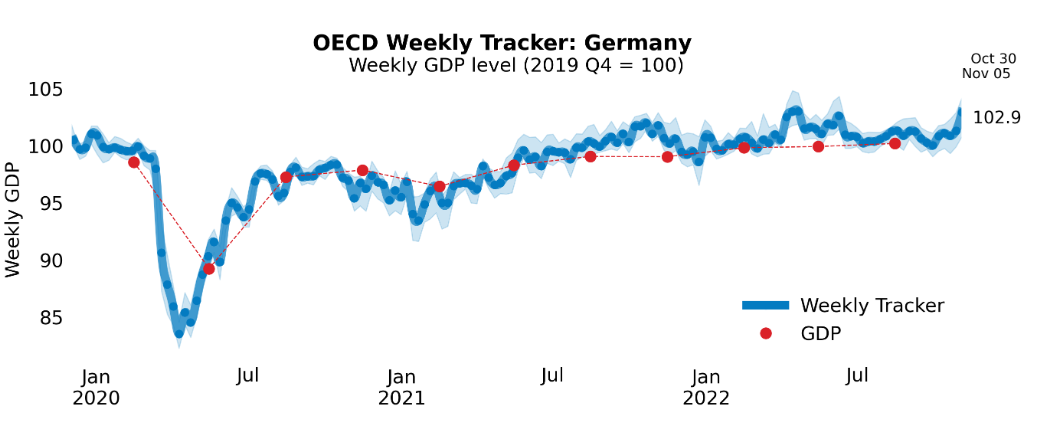 OECD Weekly Tracker: Germany
Weekly GDP level (2019 Q4 = 100)
Oct 30
Nov 05
102.9
Weekly GDP
105
100
95
90
85
Weekly Tracker
GDP
Jan
2020
Jul
Jan
2021
Jul
Jan
2022
Jul